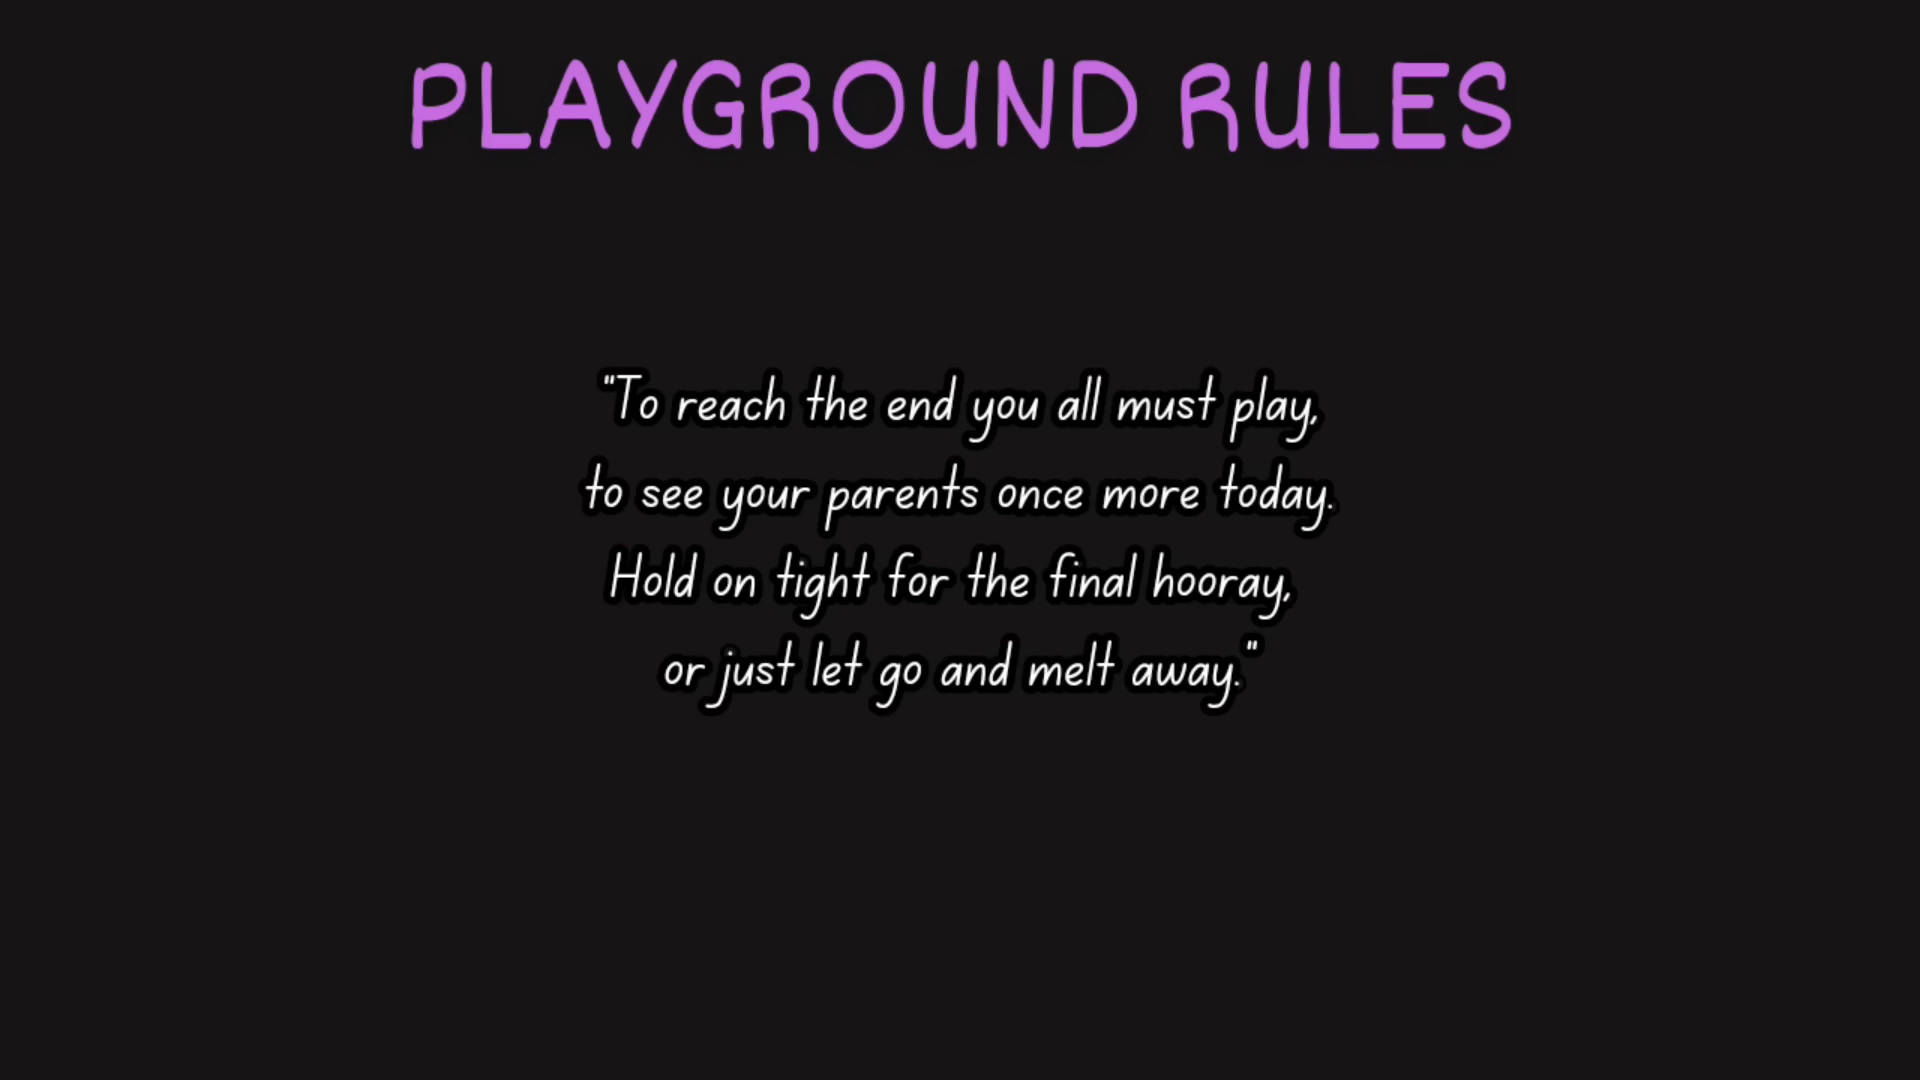 PLAYGROUND RULES
"To reach the end you all must play,
to see your parents once more today.
Hold on tight for the final hooray,
or just let go and melt away."